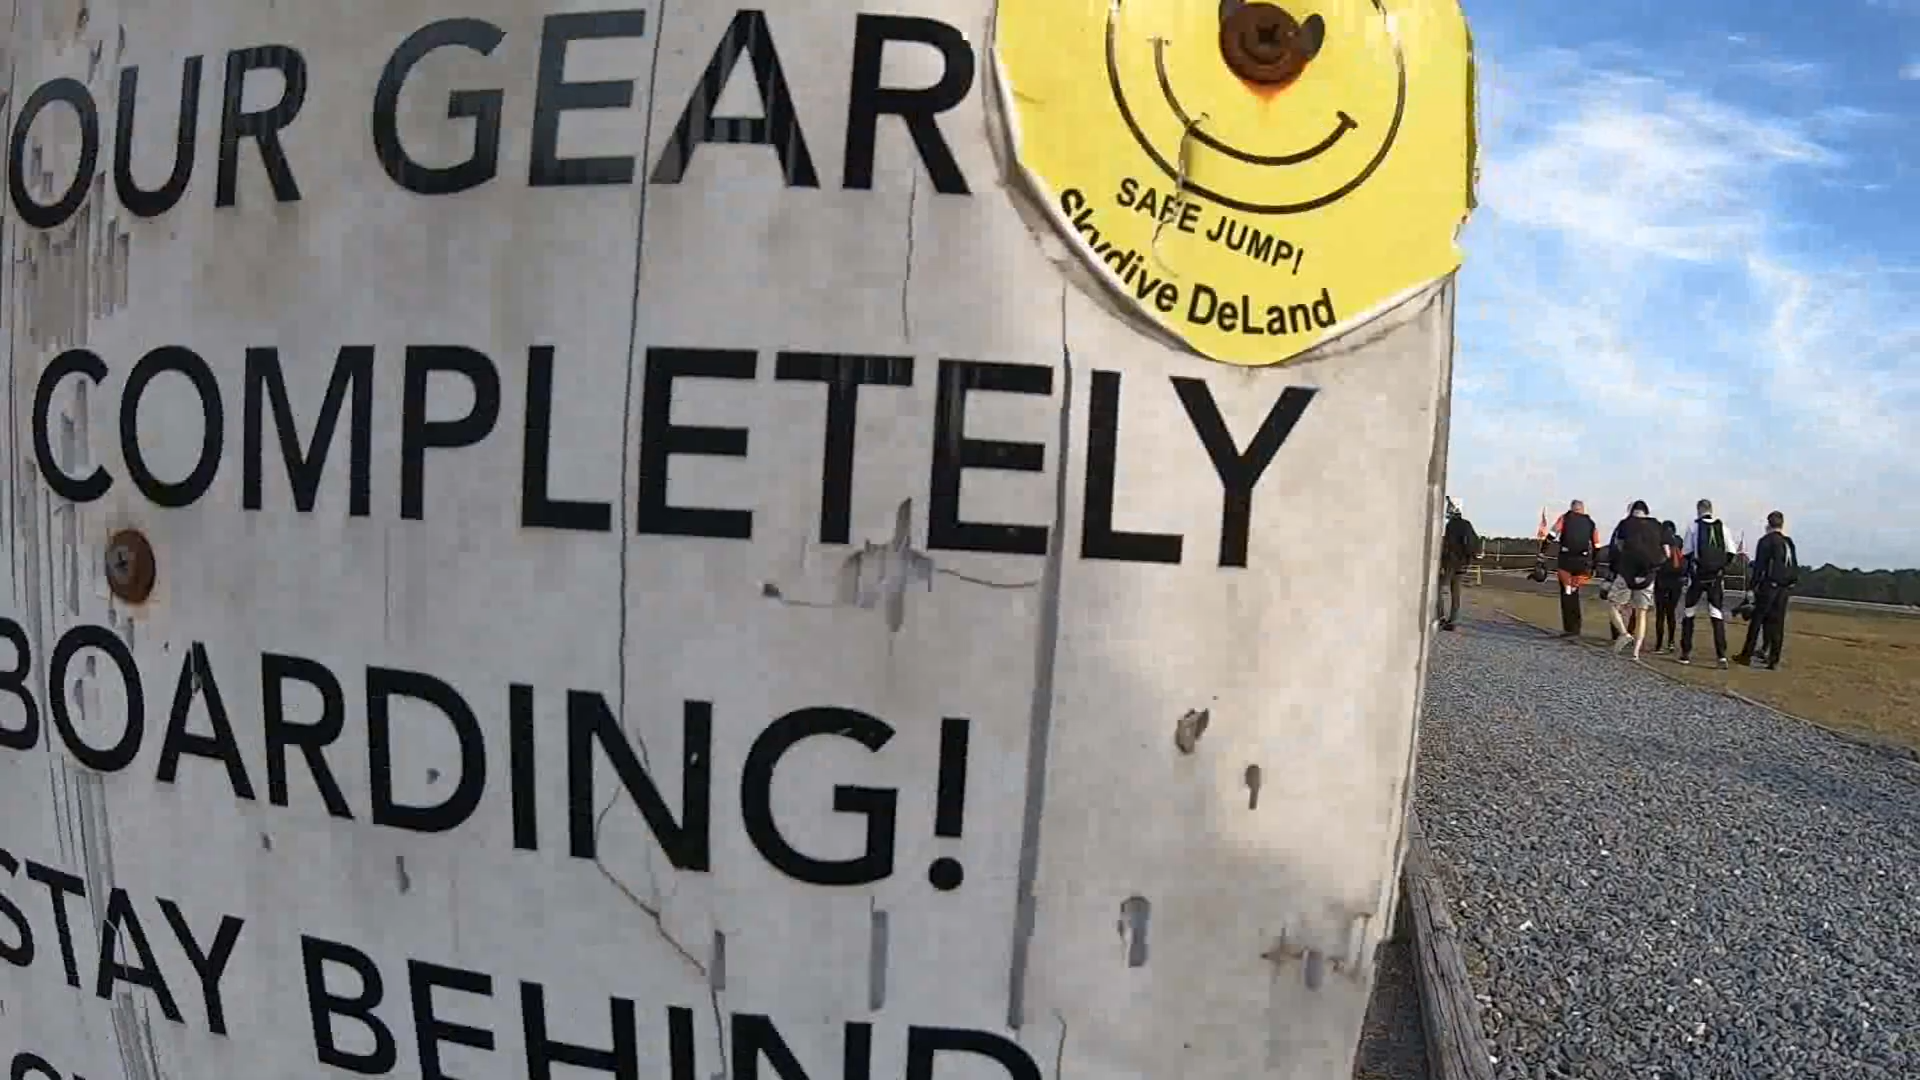 OUR GEAR
SAFE JUMP!
Skydive DeLand
COMPLETELY
BOARDING!
STAY BEHIND